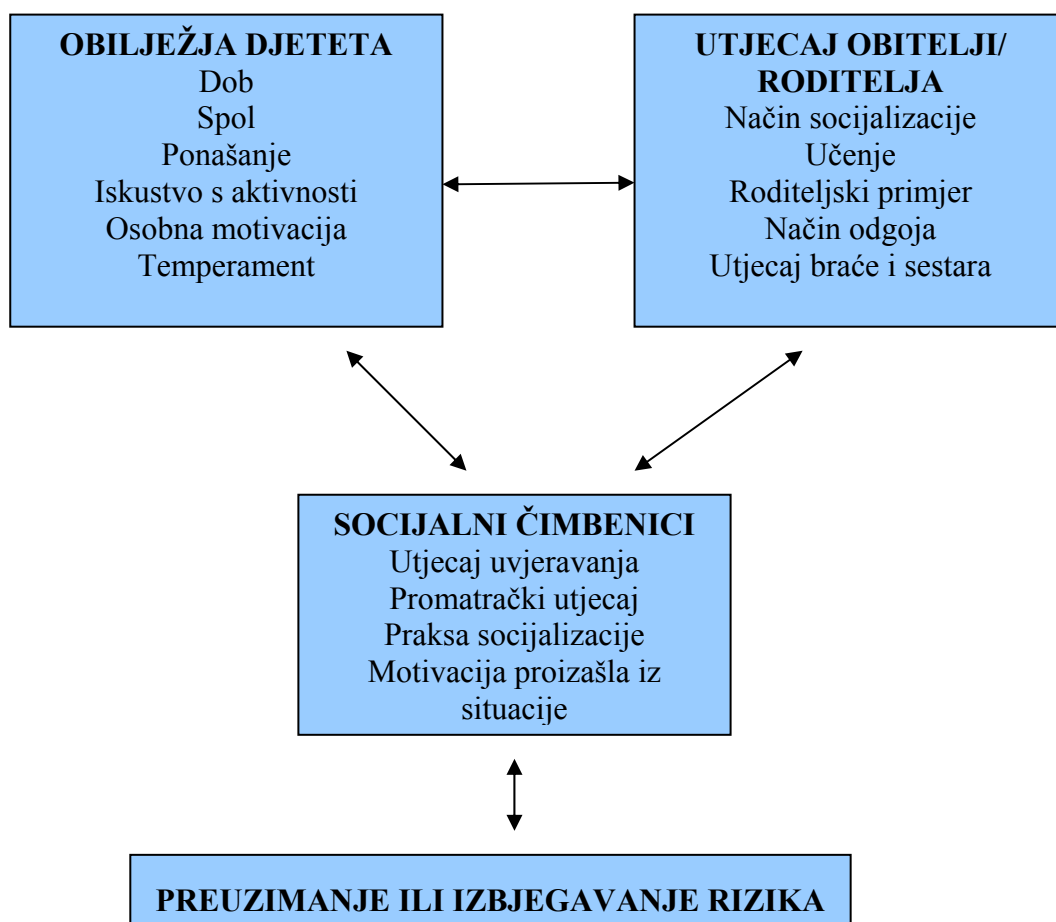 OBILJEŽJA DJETETA
Dob
Spol
Ponašanje
Iskustvo s aktivnosti
Osobna motivacija
Temperament
UTJECAJ OBITELJI/
RODITELJA
Način socijalizacije
Učenje
Roditeljski primjer
Način odgoja
Utjecaj braće i sestara
SOCIJALNI ČIMBENICI
Utjecaj uvjeravanja
Promatrački utjecaj
Praksa socijalizacije
Motivacija proizašla iz
situacije
PREUZIMANJE ILI IZBJEGAVANJE RIZIKA